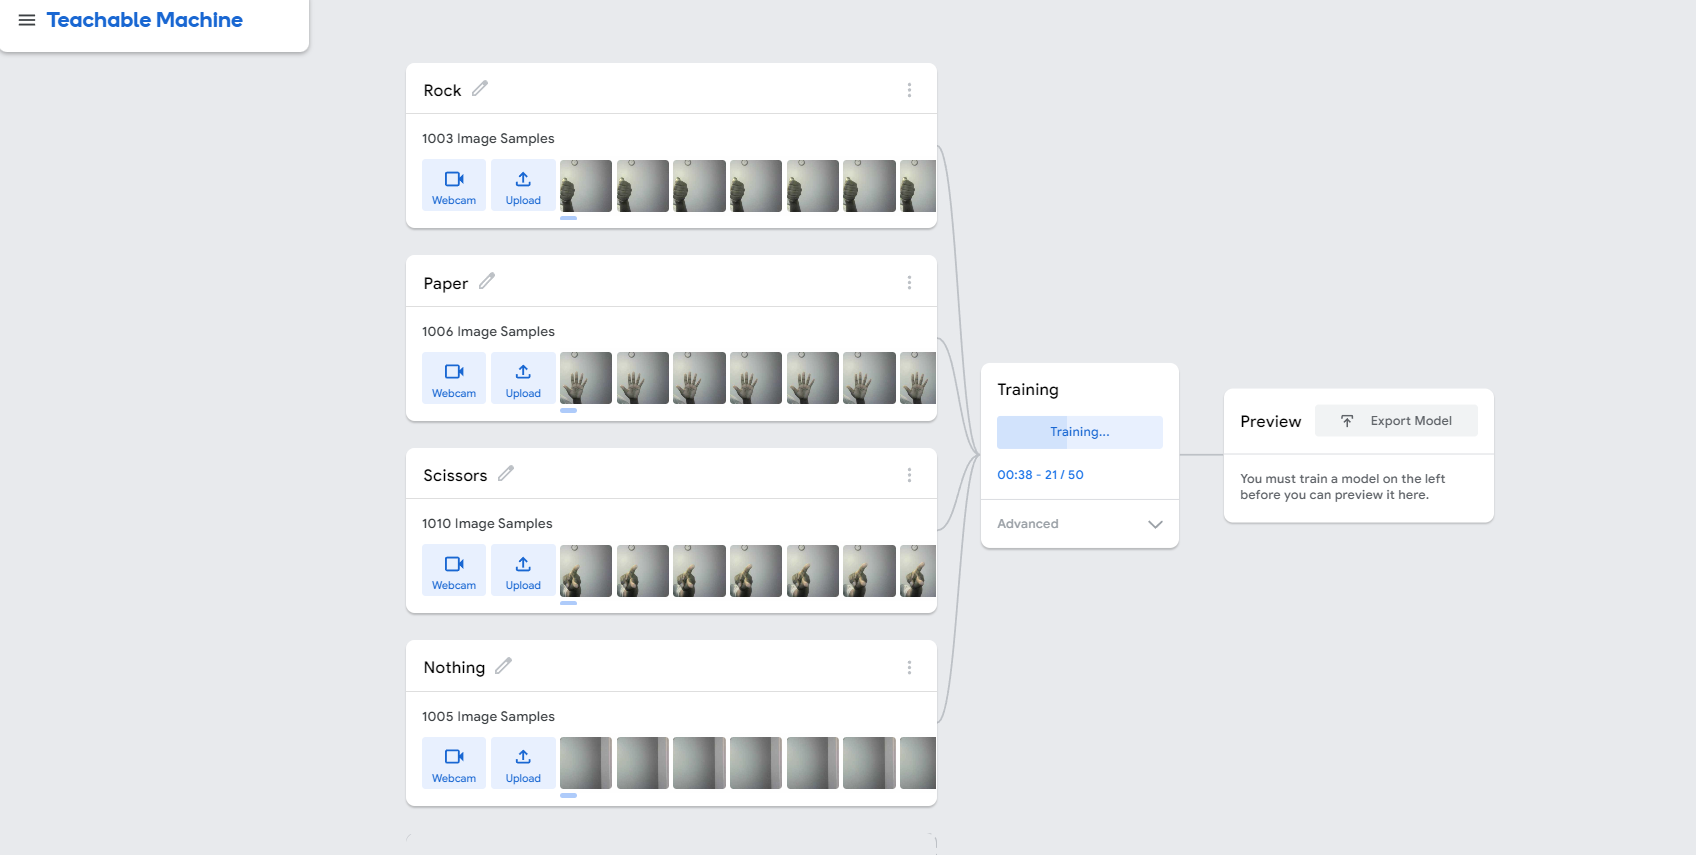 Teachable Machine
Rock
1003 Image Samples
Webcam
Upload
Paper
1006 Image Samples
Webcam
Upload
Scissors
1010 Image Samples
Webcam
Upload
Nothing
1005 Image Samples
Webcam
Upload
Training
Training...
00:38 - 21 / 50
Advanced
Preview
Export Model
You must train a model on the left
before you can preview it here.